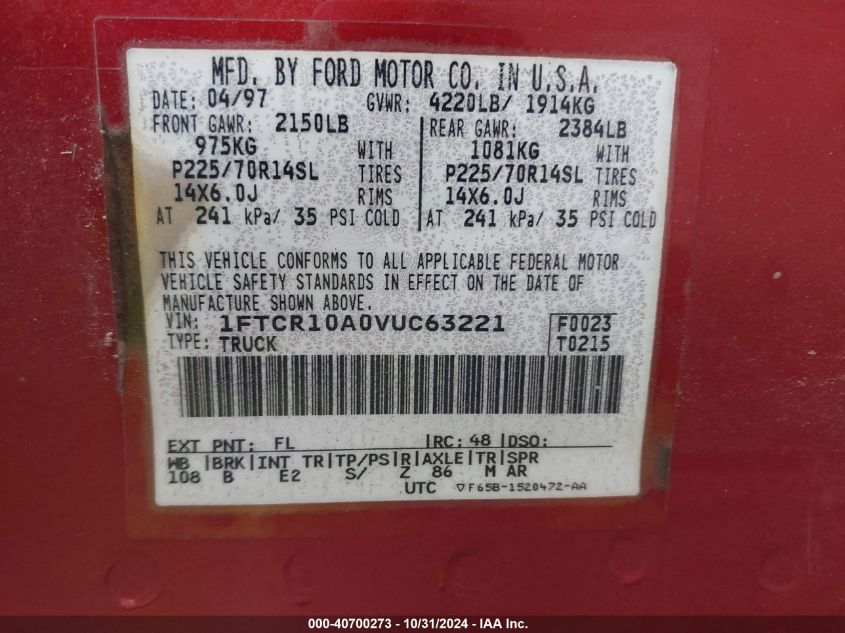 MFD. BY FORD MOTOR CO. IN U.S.A.
DATE: 04/97 GVWR: 4220LB/ 1914KG
FRONT GAWR: 2150LB REAR GAWR: 2384LB
975KG WITH 1081KG WITH
P225/70R14SL TIRES P225/70R14SL TIRES
14X6.0J RIMS 14X6.0J RIMS
AT 241 kPa/ 35 PSI COLD AT 241 kPa/ 35 PSI COLD
THIS VEHICLE CONFORMS TO ALL APPLICABLE FEDERAL MOTOR
VEHICLE SAFETY STANDARDS IN EFFECT ON THE DATE OF
MANUFACTURE SHOWN ABOVE.
VIN: 1FTCR10A0VUC63221 F0023
TYPE: TRUCK T0215
EXT PNT: FL RC: 48 DSO:
WB BRK INT TR TP/PS R AXLE TR SPR
108 B E2 S/ Z 86 M AR
UTC ▽F65B-1520472-AA
000-40700273 - 10/31/2024 - IAA Inc.